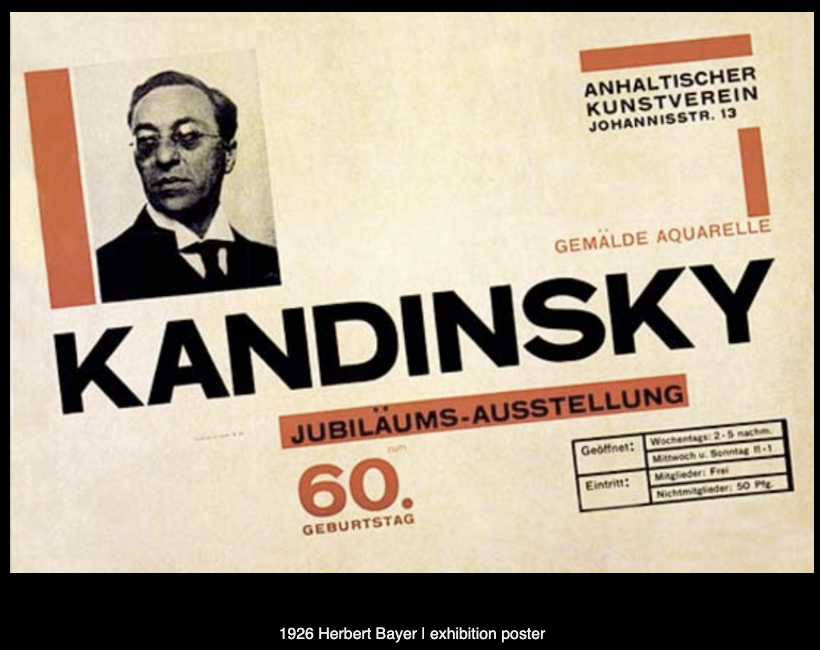 ANHALTISCHER
KUNSTVEREIN
JOHANNISSTR. 13
GEMÄLDE AQUARELLE
KANDINSKY
JUBILÄUMS-AUSSTELLUNG
zum
60.
GEBURTSTAG
Geöffnet:
Wochentags: 2-5 nachm.
Mittwoch u. Sonntag 11-1
Eintritt:
Mitglieder: Frei
Nichtmitglieder: 50 Pfg.
1926 Herbert Bayer | exhibition poster